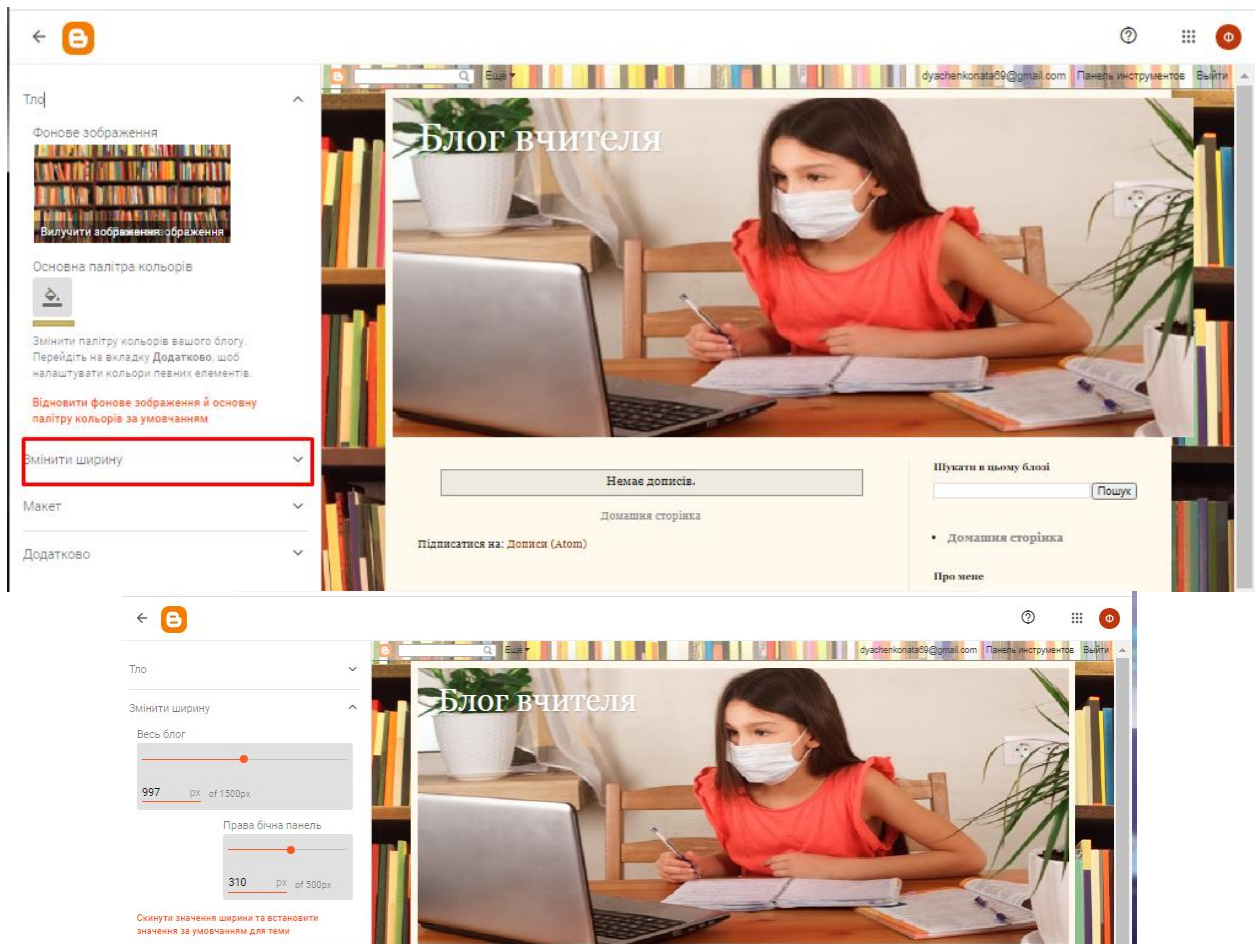 Ещё
dyachenkonata69@gmail.com Панель инструментов Выйти
Ф
Тло
Фонове зображення
Вилучити зображення
Основна палітра кольорів
Змінити палітру кольорів вашого блогу.
Перейдіть на вкладку Додатково, щоб
налаштувати кольори певних елементів.
Відновити фонове зображення й основну
палітру кольорів за умовчанням
Змінити ширину
Макет
Додатково
Блог вчителя
Немає дописів.
Домашня сторінка
Підписатися на: Дописи (Atom)
Шукати в цьому блозі
Пошук
Домашня сторінка
Про мене
Ф
Ещё
dyachenkonata69@gmail.com Панель инструментов Выйти
Тло
Змінити ширину
Весь блог
997 px of 1500px
Права бічна панель
310 px of 500px
Скинути значення ширини та встановити
значення за умовчанням для теми
Блог вчителя